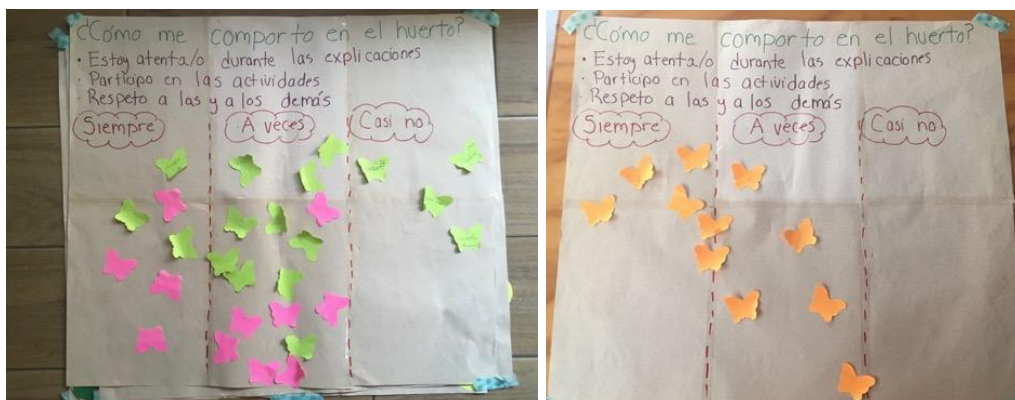 ¿Cómo me comporto en el huerto?
• Estoy atenta/o durante las explicaciones
· Participo en las actividades
· Respeto a las y a los demás
Siempre
A veces
Casi no
¿Cómo me comporto en el huerto?
• Estoy atenta/o durante las explicaciones
· Participo en las actividades
· Respeto a las y a los demás
Siempre
A veces
Casi no